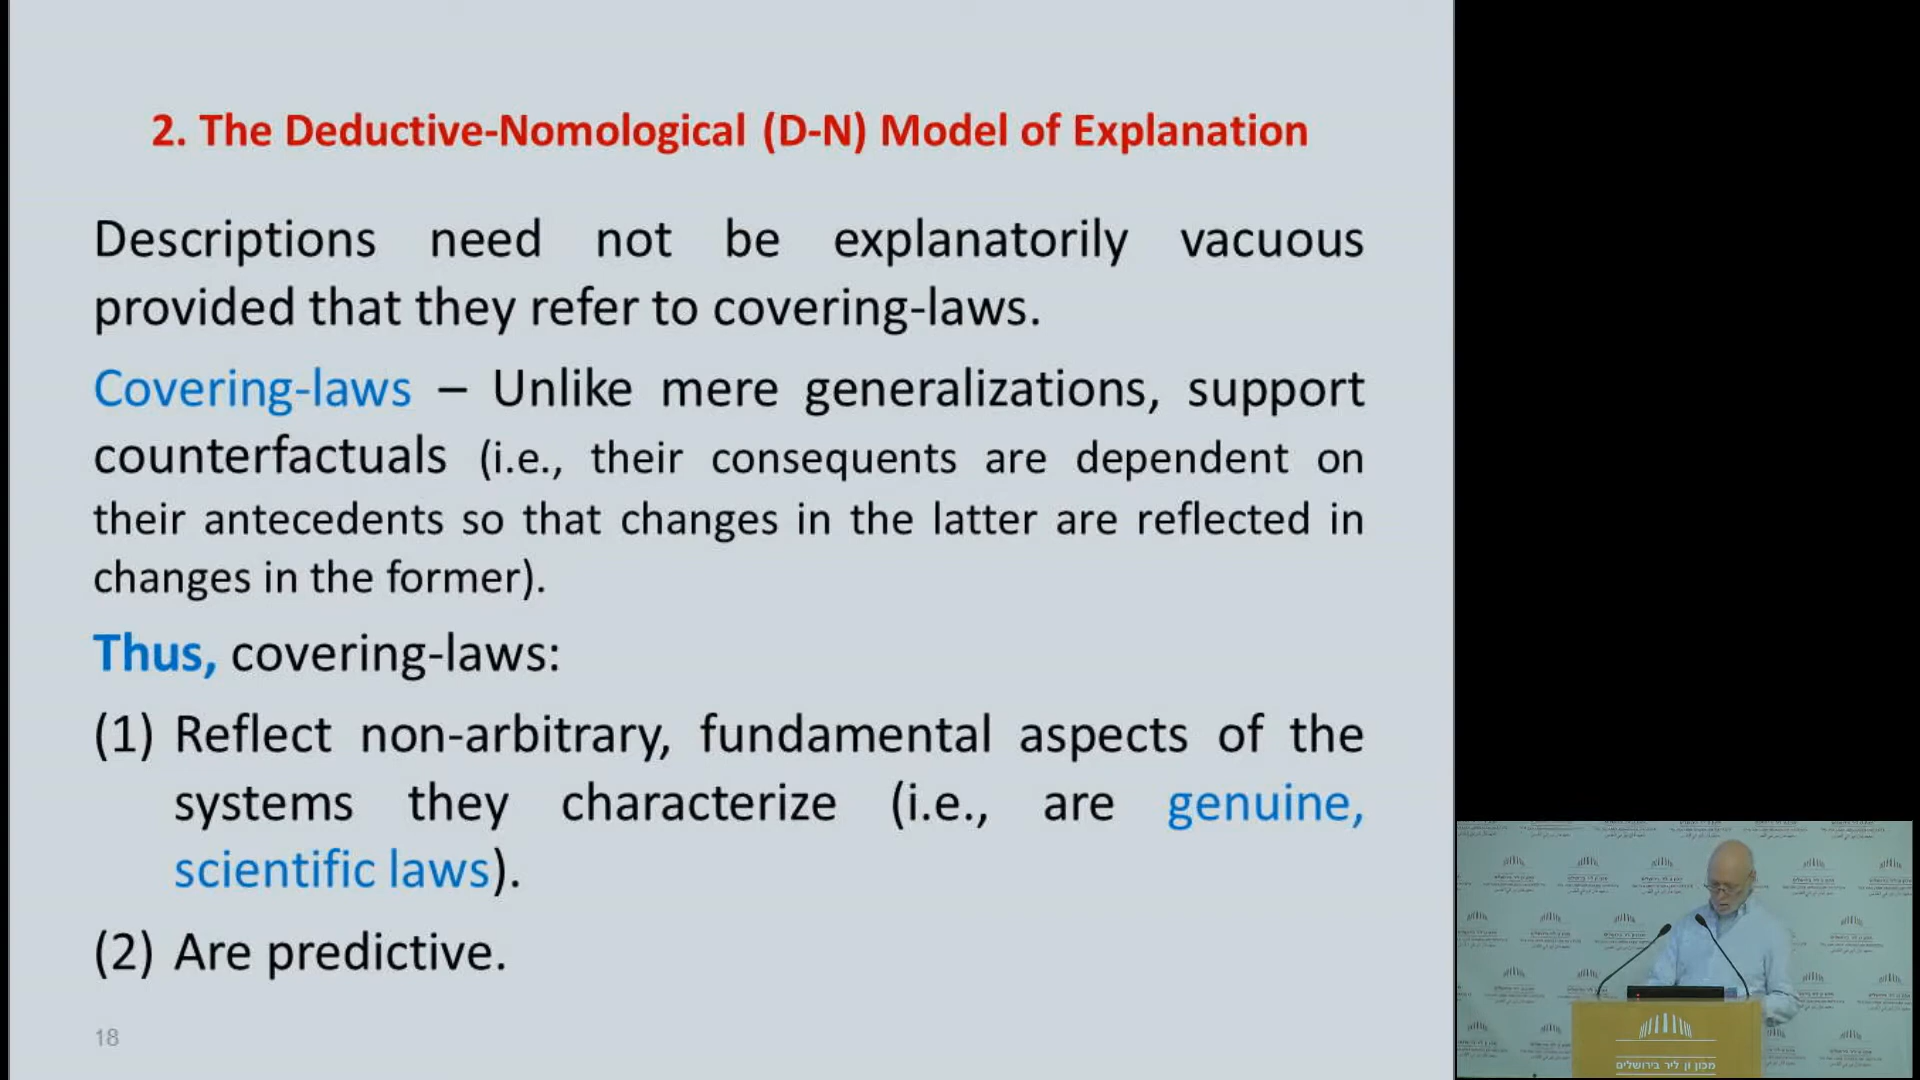 2. The Deductive-Nomological (D-N) Model of Explanation
Descriptions need not be explanatorily vacuous
provided that they refer to covering-laws.
Covering-laws – Unlike mere generalizations, support
counterfactuals (i.e., their consequents are dependent on
their antecedents so that changes in the latter are reflected in
changes in the former).
Thus, covering-laws:
(1) Reflect non-arbitrary, fundamental aspects of the
systems they characterize (i.e., are genuine,
scientific laws).
(2) Are predictive.
18
מכון ון ליר בירושלים